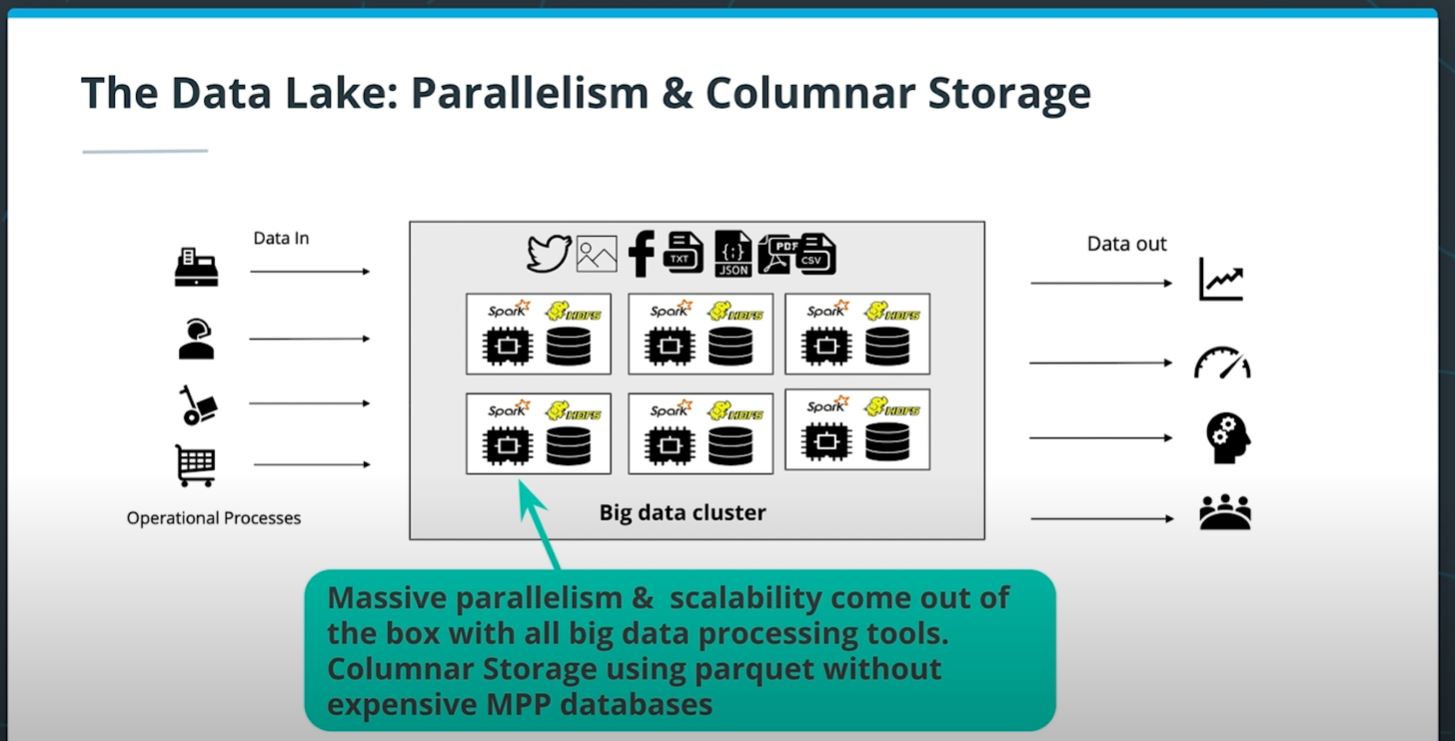 The Data Lake: Parallelism & Columnar Storage
Data In
Data out
TXT
{;}
JSON
PDF
CSV
Spark HDFS Spark HDFS Spark HDFS
Spark HDFS Spark HDFS Spark HDFS
Operational Processes
Big data cluster
Massive parallelism & scalability come out of
the box with all big data processing tools.
Columnar Storage using parquet without
expensive MPP databases